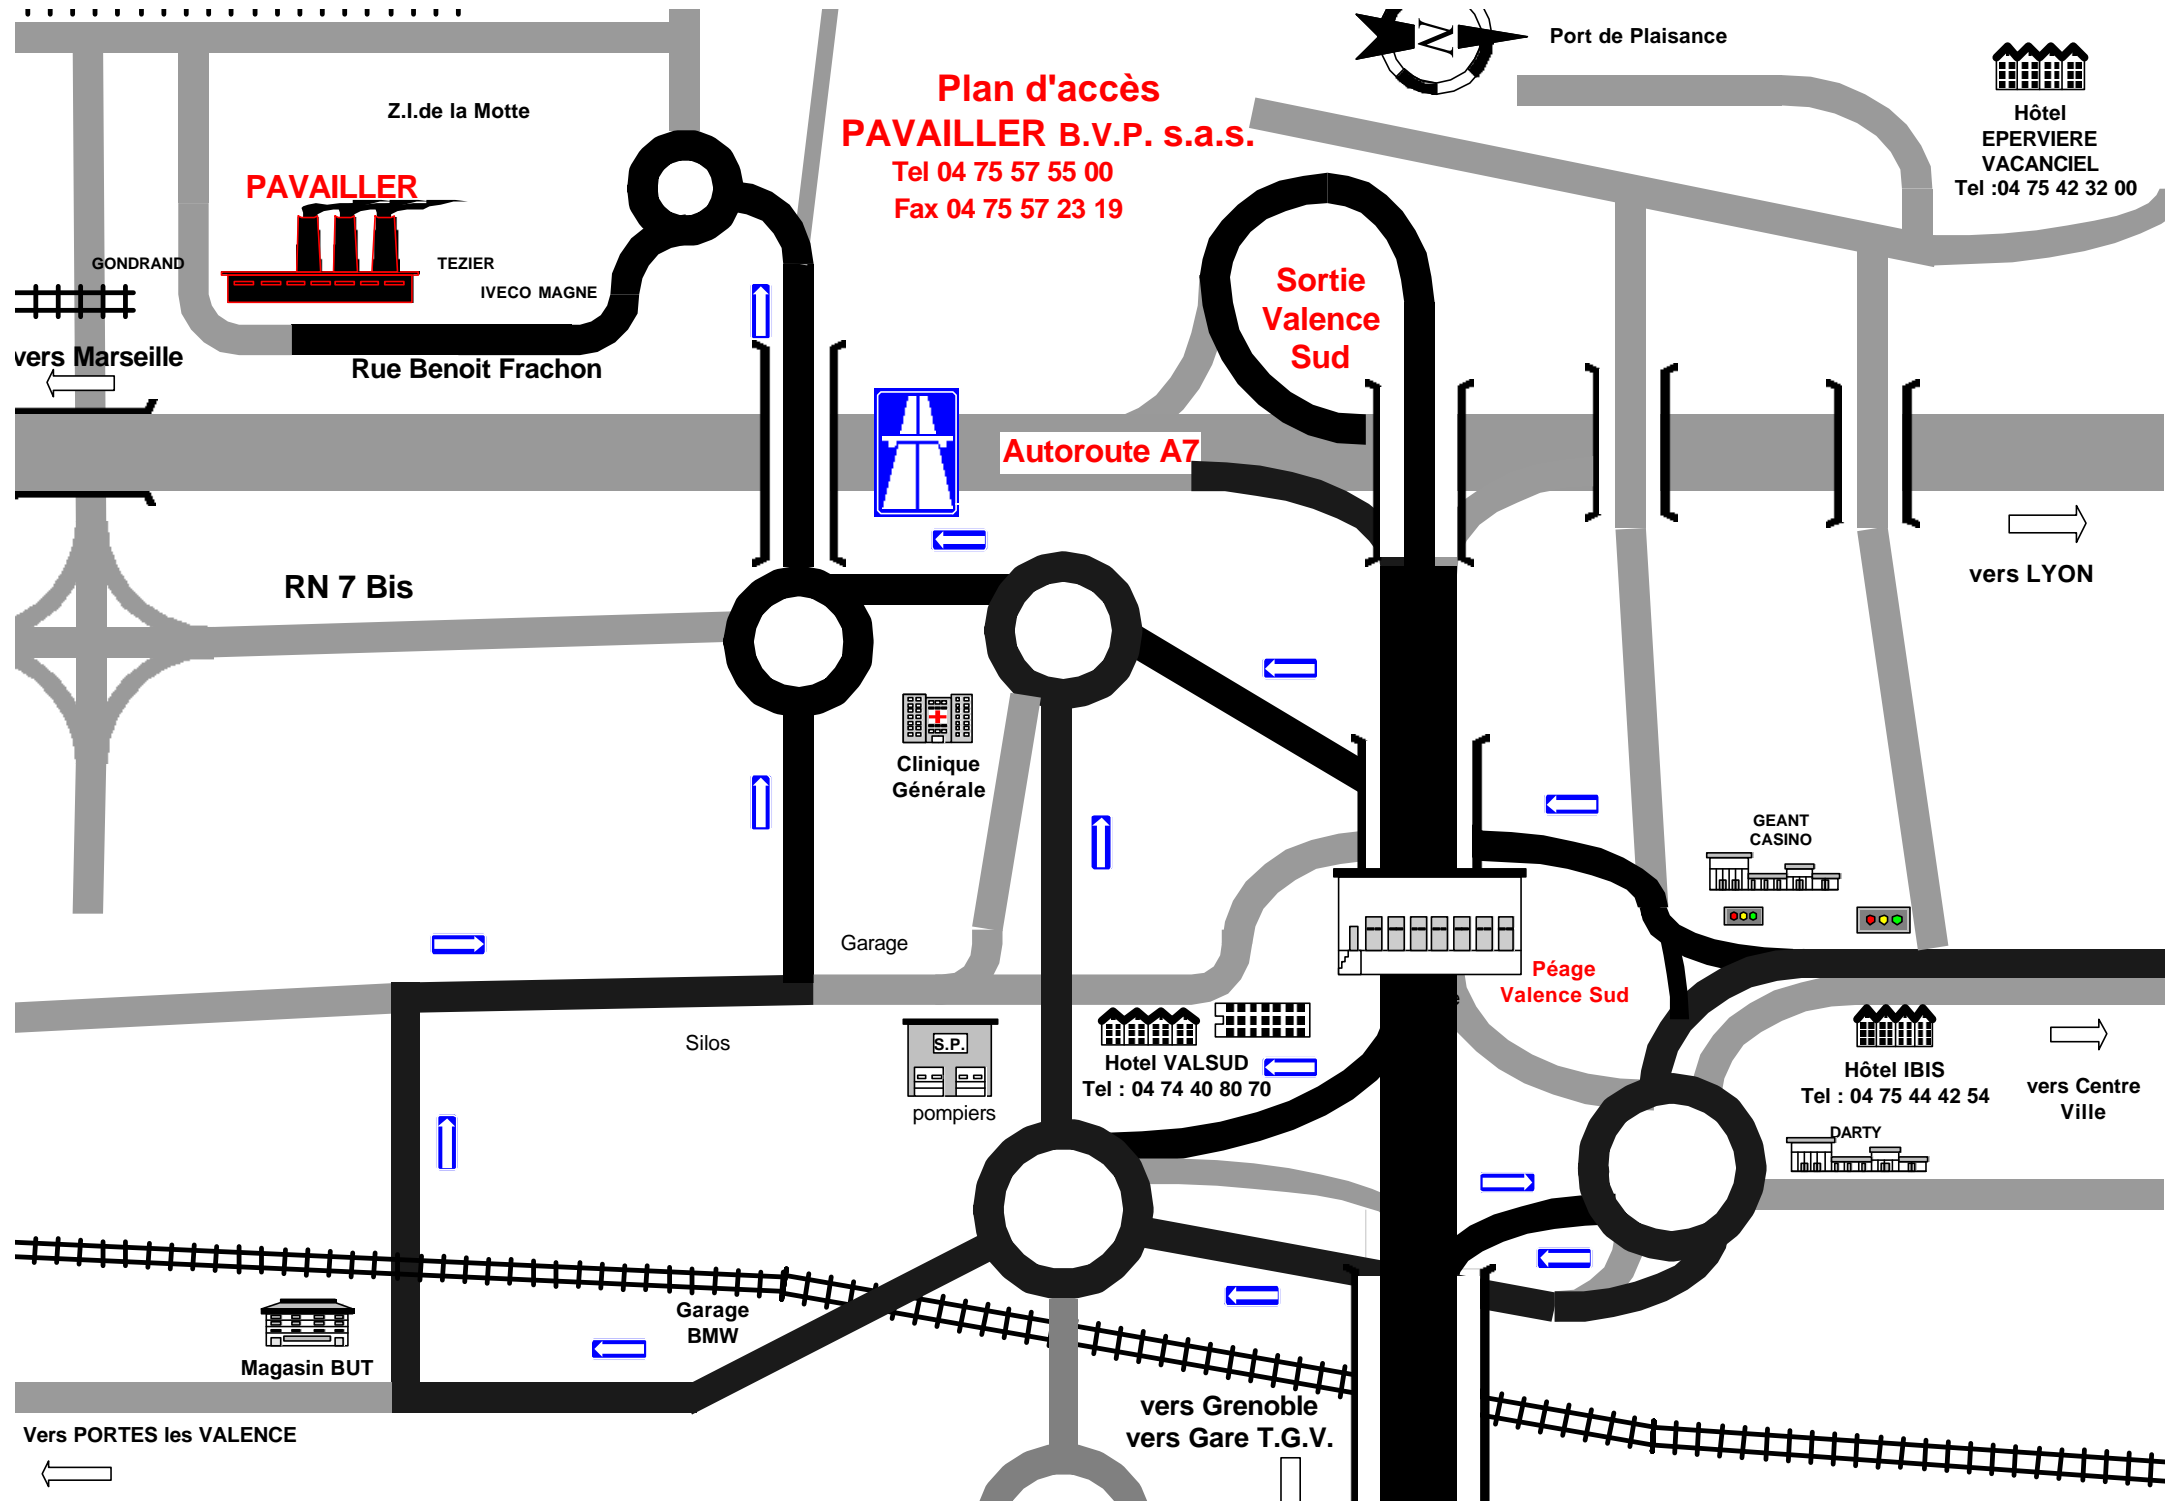 Port de Plaisance
N
Plan d'accès
PAVAILLER B.V.P. s.a.s.
Tel 04 75 57 55 00
Fax 04 75 57 23 19
Z.I.de la Motte
Hôtel
EPERVIERE
VACANCIEL
Tel :04 75 42 32 00
PAVAILLER
GONDRAND
TEZIER
IVECO MAGNE
Sortie
Valence
Sud
vers Marseille
Rue Benoit Frachon
Autoroute A7
RN 7 Bis
vers LYON
Clinique
Générale
GEANT
CASINO
Garage
Péage
Valence Sud
Silos
S.P.
pompiers
Hotel VALSUD
Tel : 04 74 40 80 70
Hôtel IBIS
Tel : 04 75 44 42 54
vers Centre
Ville
DARTY
Garage
BMW
Magasin BUT
vers Grenoble
vers Gare T.G.V.
Vers PORTES les VALENCE